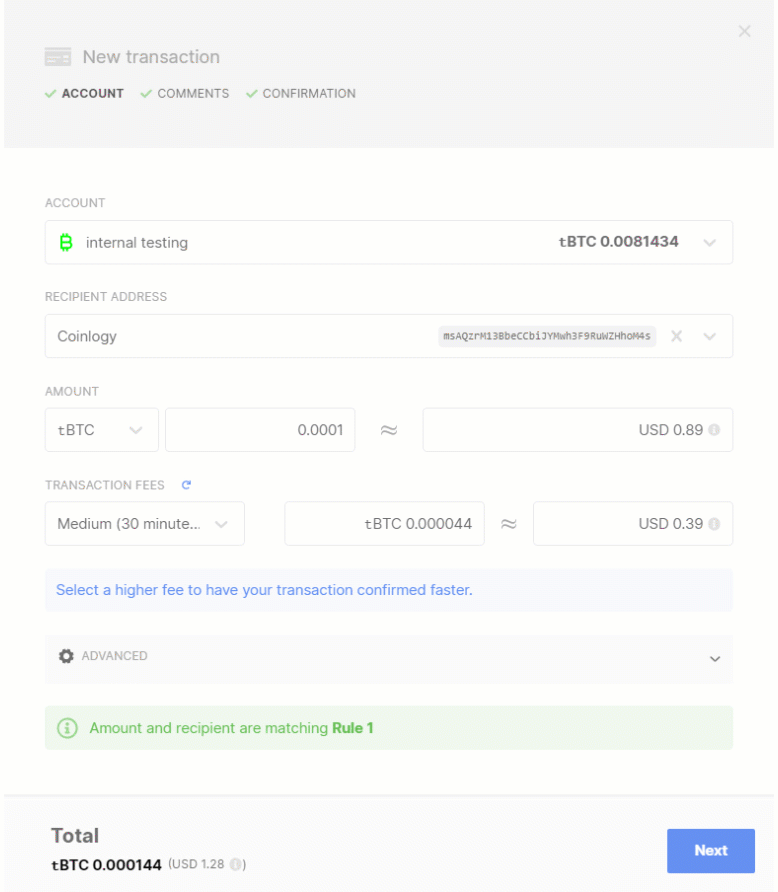 New transaction
ACCOUNT COMMENTS CONFIRMATION
ACCOUNT
internal testing tBTC 0.0081434
RECIPIENT ADDRESS
Coinlogy msAQzrM13BbeCCbiJYMwh3F9RuWZHhoM4s
AMOUNT
tBTC 0.0001 ≈ USD 0.89
TRANSACTION FEES
Medium (30 minute... tBTC 0.000044 ≈ USD 0.39
Select a higher fee to have your transaction confirmed faster.
ADVANCED
Amount and recipient are matching Rule 1
Total
tBTC 0.000144 (USD 1.28 )
Next